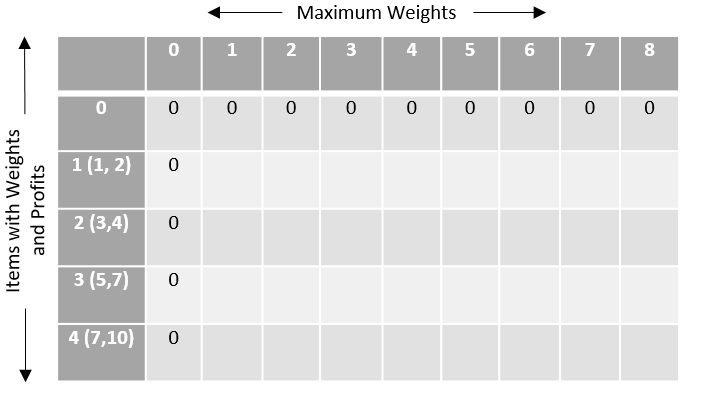 Maximum Weights
Items with Weights
and Profits
0 1 2 3 4 5 6 7 8
0 0 0 0 0 0 0 0 0 0
1 (1, 2) 0
2 (3,4) 0
3 (5,7) 0
4 (7,10) 0